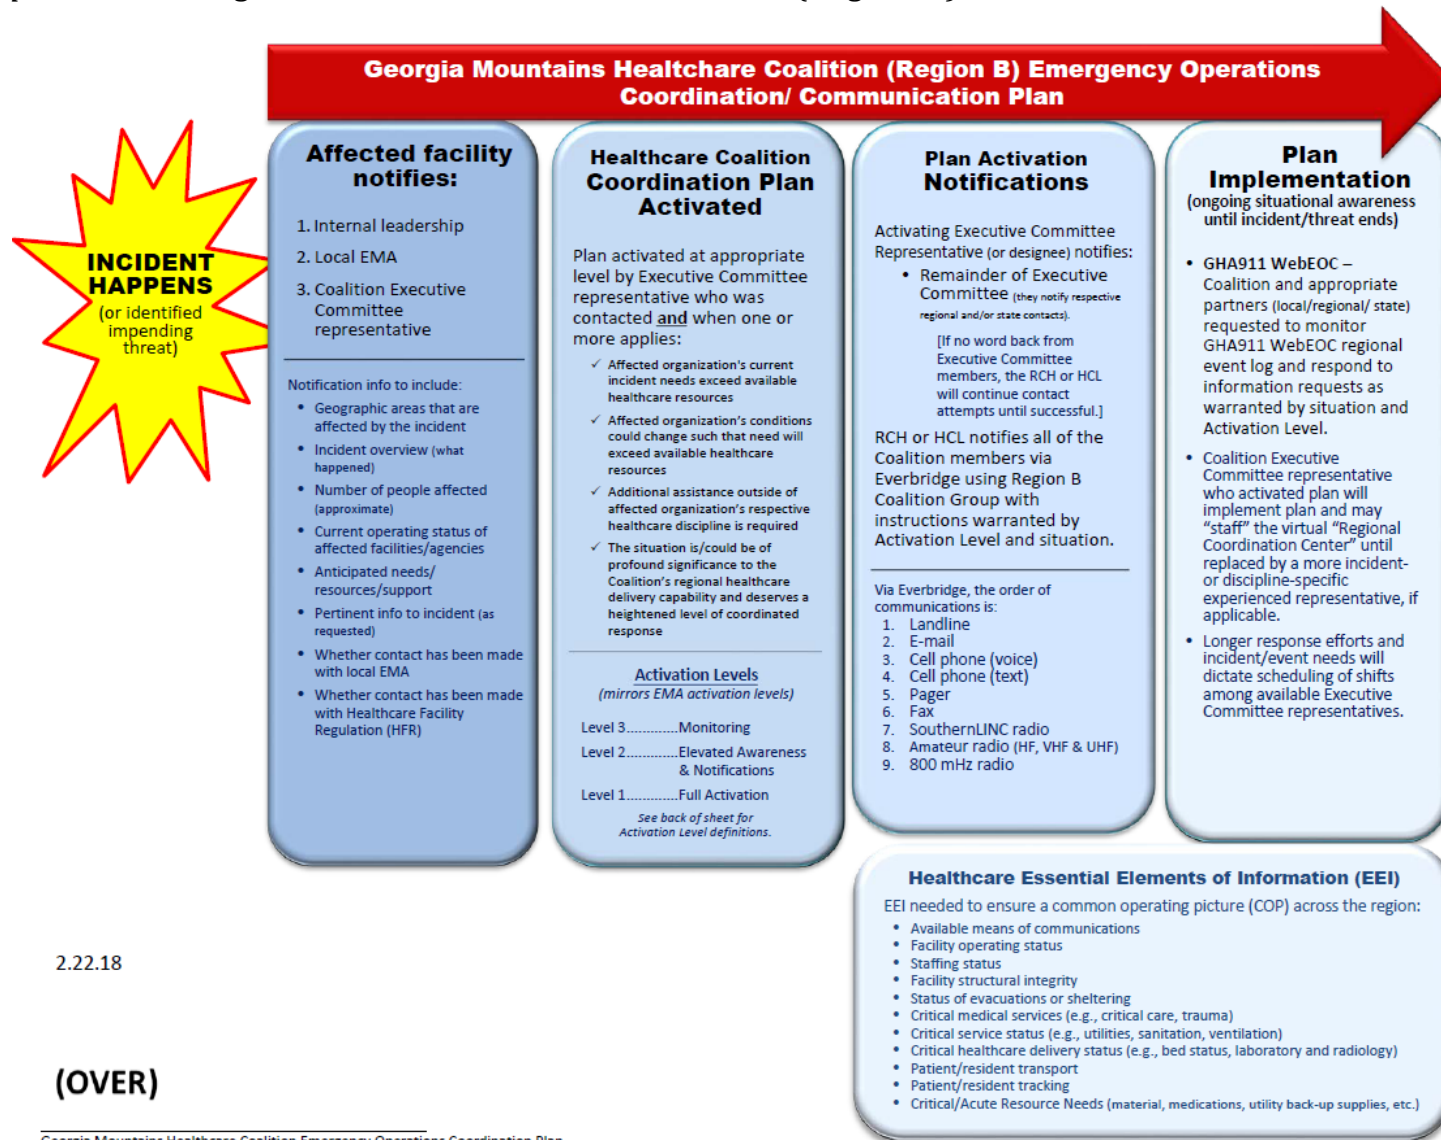 Georgia Mountains Healtchare Coalition (Region B) Emergency Operations
Coordination/ Communication Plan
INCIDENT
HAPPENS
(or identified
impending
threat)
Affected facility
notifies:
1. Internal leadership
2. Local EMA
3. Coalition Executive
Committee
representative
Notification info to include:
• Geographic areas that are
affected by the incident
• Incident overview (what
happened)
• Number of people affected
(approximate)
• Current operating status of
affected facilities/agencies
• Anticipated needs/
resources/support
• Pertinent info to incident (as
requested)
• Whether contact has been made
with local EMA
• Whether contact has been made
with Healthcare Facility
Regulation (HFR)
Healthcare Coalition
Coordination Plan
Activated
Plan activated at appropriate
level by Executive Committee
representative who was
contacted and when one or
more applies:
✓ Affected organization's current
incident needs exceed available
healthcare resources
✓ Affected organization's conditions
could change such that need will
exceed available healthcare
resources
✓ Additional assistance outside of
affected organization's respective
healthcare discipline is required
✓ The situation is/could be of
profound significance to the
Coalition's regional healthcare
delivery capability and deserves a
heightened level of coordinated
response
Activation Levels
(mirrors EMA activation levels)
Level 3.............Monitoring
Level 2.............Elevated Awareness
& Notifications
Level 1.............Full Activation
See back of sheet for
Activation Level definitions.
Plan Activation
Notifications
Activating Executive Committee
Representative (or designee) notifies:
• Remainder of Executive
Committee (they notify respective
regional and/or state contacts).
[If no word back from
Executive Committee
members, the RCH or HCL
will continue contact
attempts until successful.]
RCH or HCL notifies all of the
Coalition members via
Everbridge using Region B
Coalition Group with
instructions warranted by
Activation Level and situation.
Via Everbridge, the order of
communications is:
1. Landline
2. E-mail
3. Cell phone (voice)
4. Cell phone (text)
5. Pager
6. Fax
7. SouthernLINC radio
8. Amateur radio (HF, VHF & UHF)
9. 800 mHz radio
Plan
Implementation
(ongoing situational awareness
until incident/threat ends)
• GHA911 WebEOC –
Coalition and appropriate
partners (local/regional/ state)
requested to monitor
GHA911 WebEOC regional
event log and respond to
information requests as
warranted by situation and
Activation Level.
• Coalition Executive
Committee representative
who activated plan will
implement plan and may
"staff" the virtual "Regional
Coordination Center" until
replaced by a more incident-
or discipline-specific
experienced representative, if
applicable.
• Longer response efforts and
incident/event needs will
dictate scheduling of shifts
among available Executive
Committee representatives.
Healthcare Essential Elements of Information (EEI)
EEI needed to ensure a common operating picture (COP) across the region:
• Available means of communications
• Facility operating status
• Staffing status
• Facility structural integrity
• Status of evacuations or sheltering
• Critical medical services (e.g., critical care, trauma)
• Critical service status (e.g., utilities, sanitation, ventilation)
• Critical healthcare delivery status (e.g., bed status, laboratory and radiology)
• Patient/resident transport
• Patient/resident tracking
• Critical/Acute Resource Needs (material, medications, utility back-up supplies, etc.)
2.22.18
(OVER)
Georgia Mountains Healthcare Coalition Emergency Operations Coordination Plan